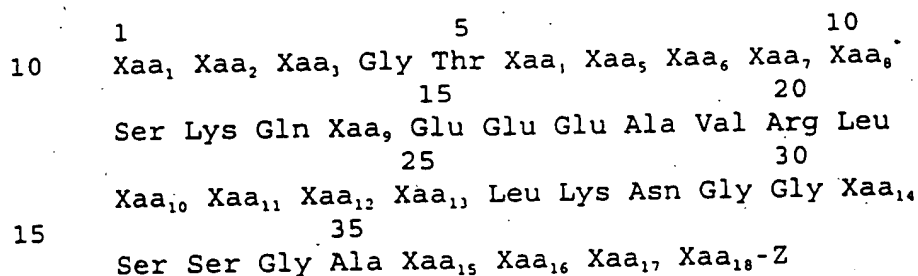 1 5 10
10 Xaa₁ Xaa₂ Xaa₃ Gly Thr Xaa₁ Xaa₅ Xaa₆ Xaa₇ Xaa₈
15 20
Ser Lys Gln Xaa₉ Glu Glu Glu Ala Val Arg Leu
25 30
Xaa₁₀ Xaa₁₁ Xaa₁₂ Xaa₁₃ Leu Lys Asn Gly Gly Xaa₁₄
15 35
Ser Ser Gly Ala Xaa₁₅ Xaa₁₆ Xaa₁₇ Xaa₁₈-Z